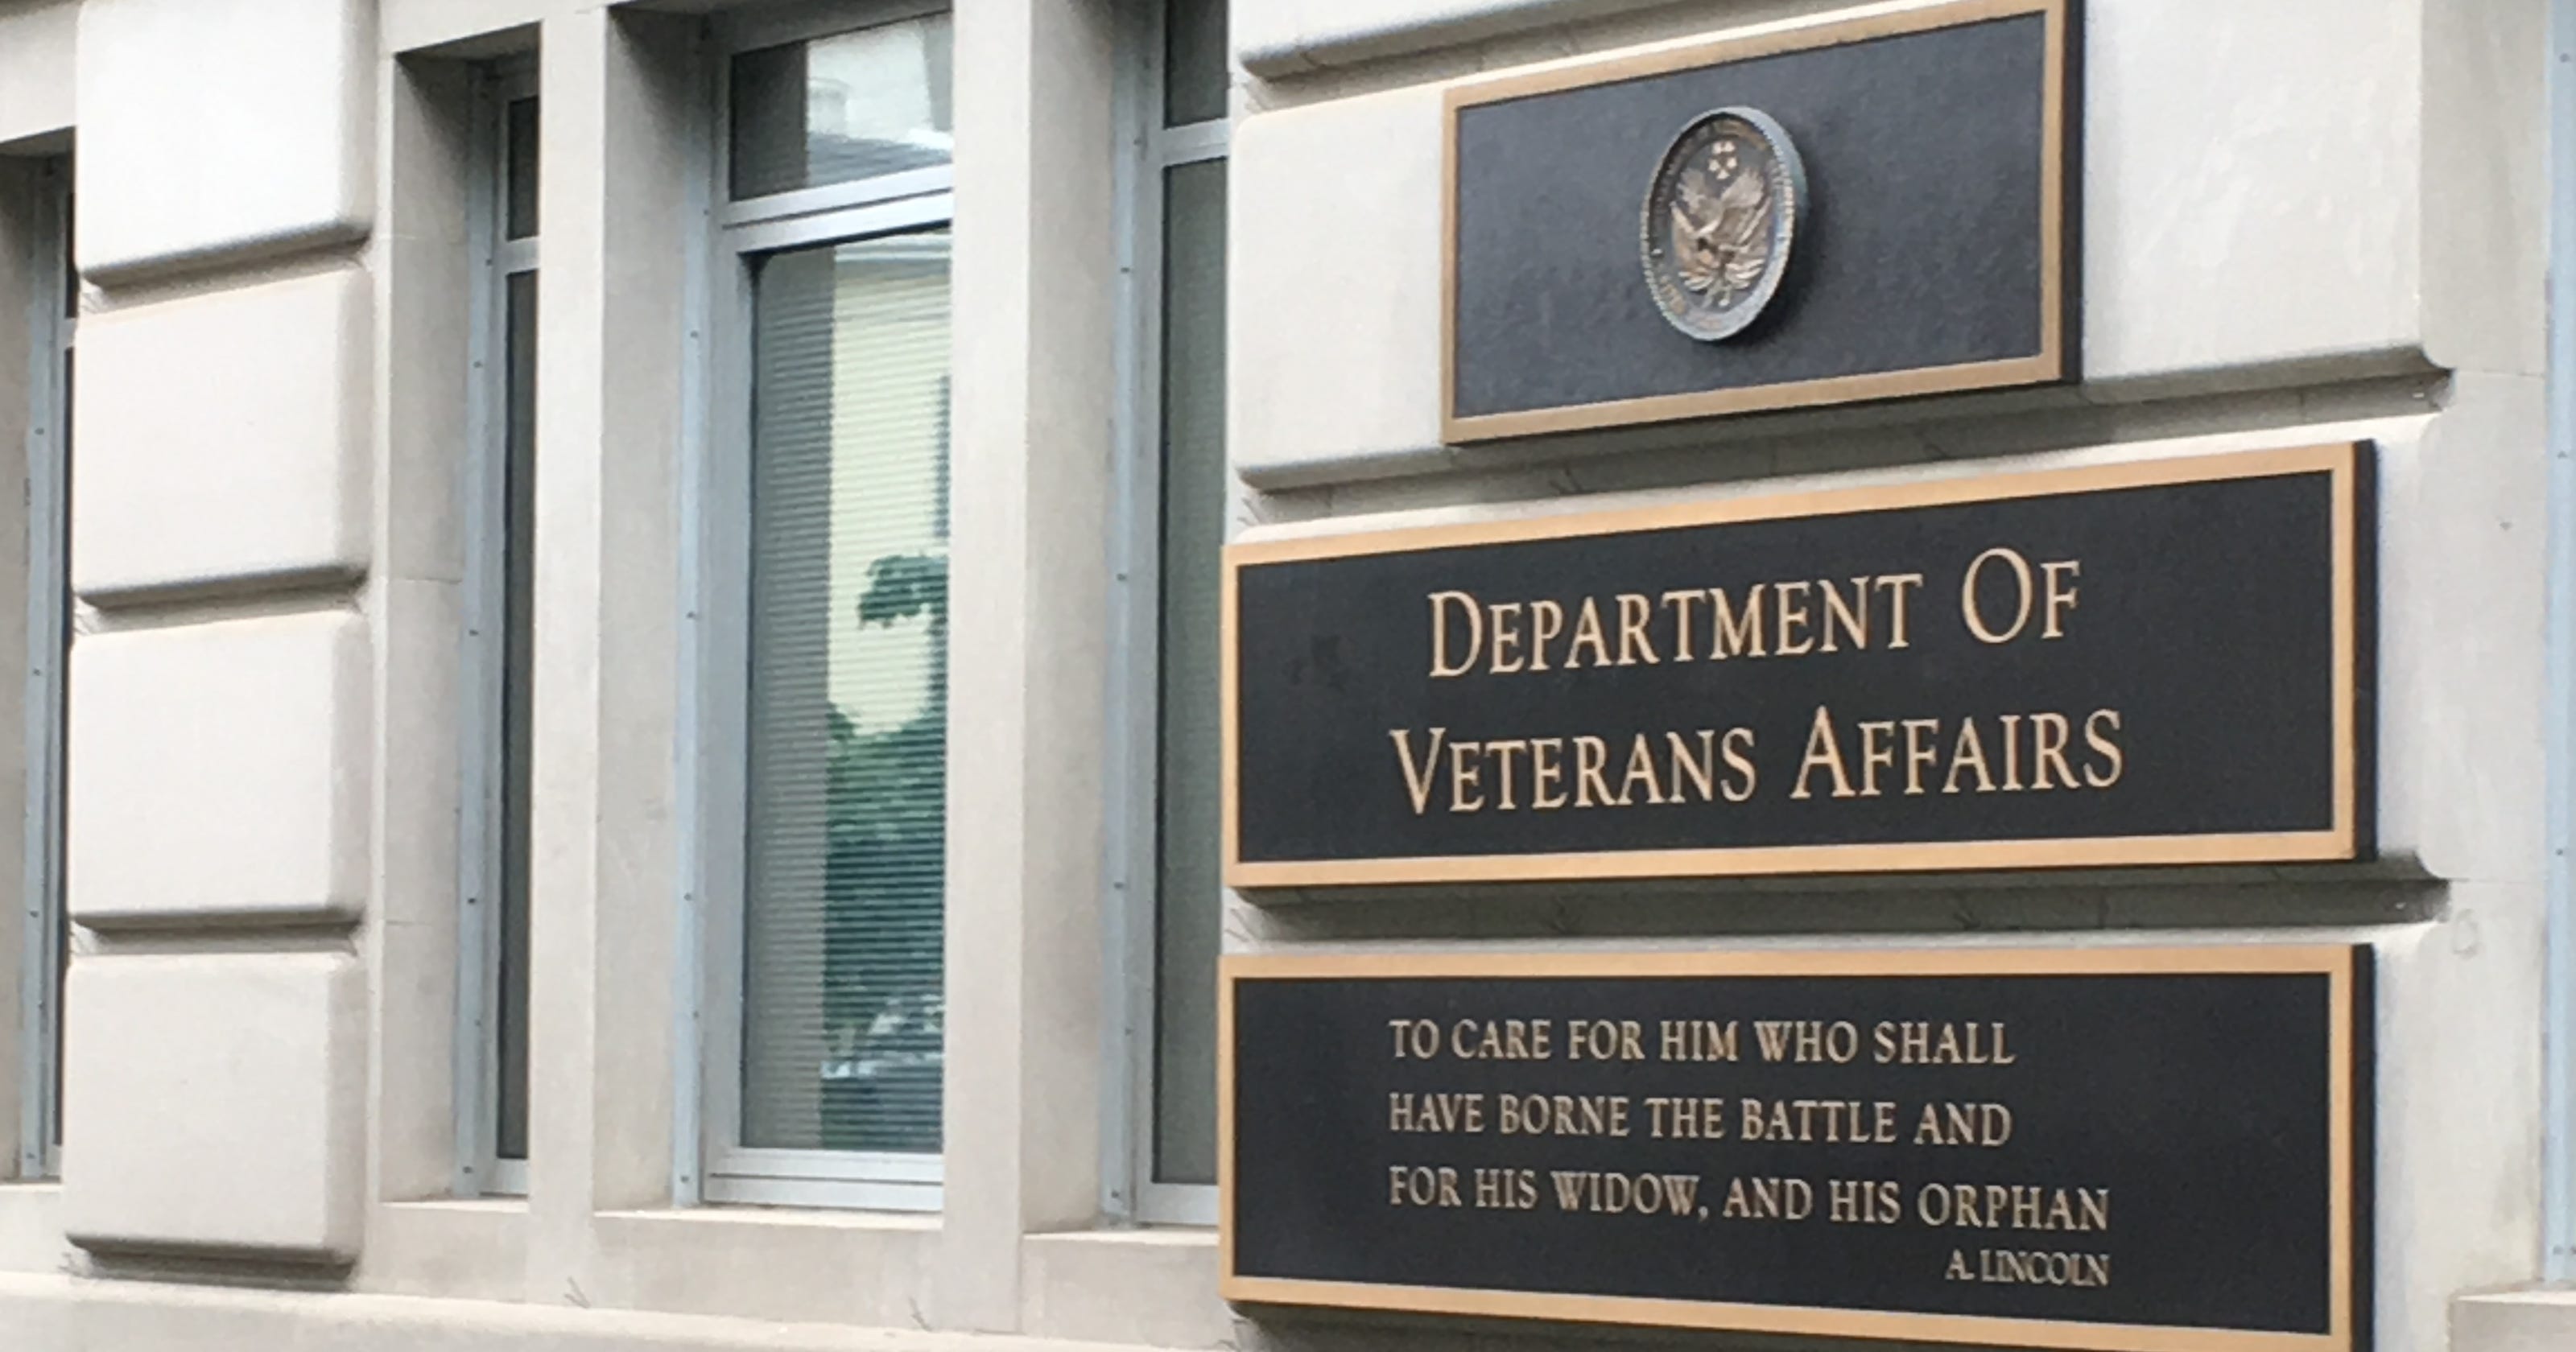 DEPARTMENT OF
VETERANS AFFAIRS
TO CARE FOR HIM WHO SHALL
HAVE BORNE THE BATTLE AND
FOR HIS WIDOW, AND HIS ORPHAN
A. LINCOLN